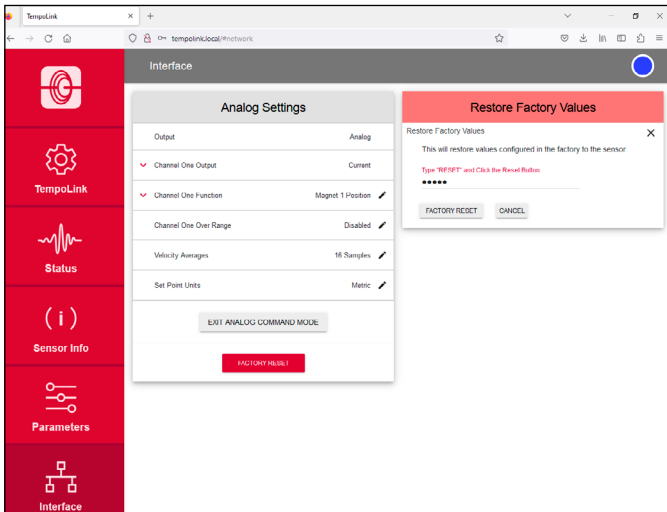 TempoLink
tempolink.local/#network
Interface
TempoLink
Status
Sensor Info
Parameters
Interface
Analog Settings
Output Analog
Channel One Output Current
Channel One Function Magnet 1 Position
Channel One Over Range Disabled
Velocity Averages 16 Samples
Set Point Units Metric
EXIT ANALOG COMMAND MODE
FACTORY RESET
Restore Factory Values
Restore Factory Values
This will restore values configured in the factory to the sensor
Type "RESET" and Click the Reset Button
•••••
FACTORY RESET CANCEL